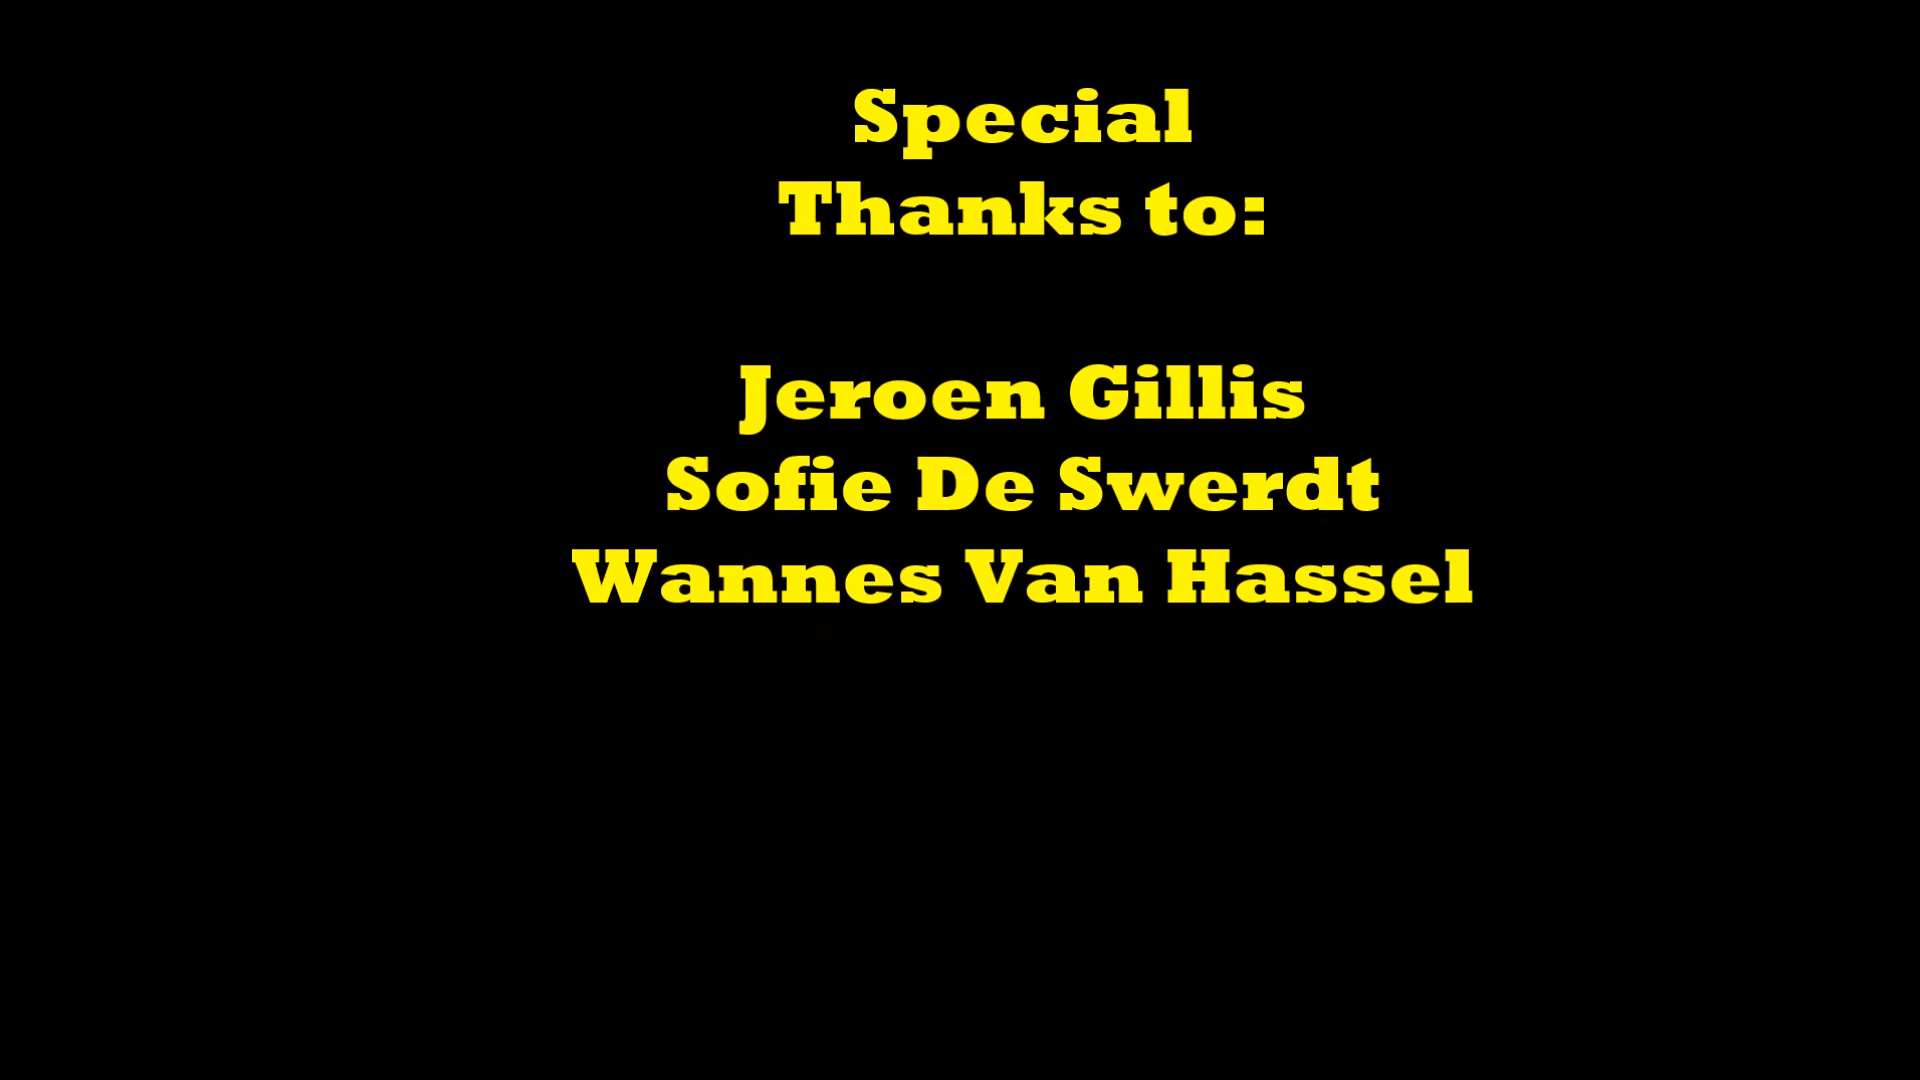 Special
Thanks to:
Jeroen Gillis
Sofie De Swerdt
Wannes Van Hassel